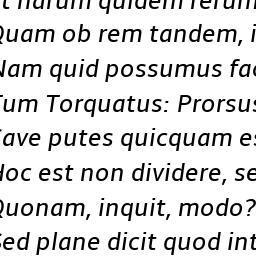 t harum quidem rerum
Quam ob rem tandem, i
Nam quid possumus fac
Tum Torquatus: Prorsus
Cave putes quicquam es
Hoc est non dividere, se
Quonam, inquit, modo?
Sed plane dicit quod int